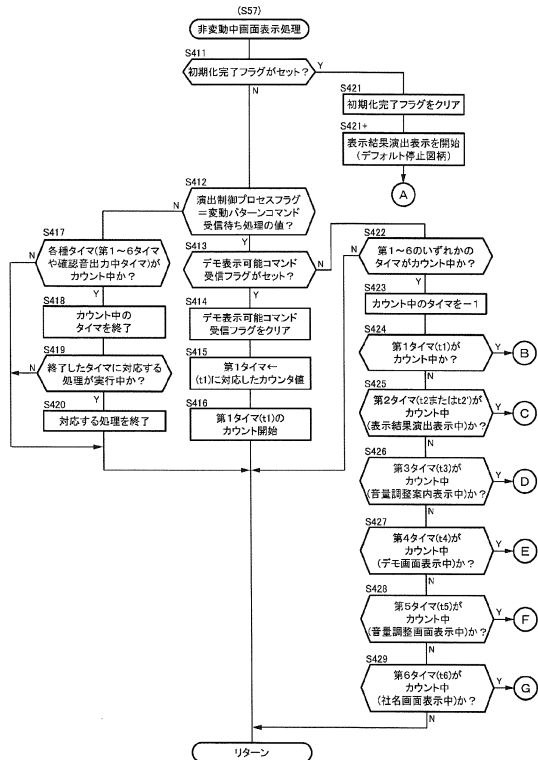 (S57)
非変動中画面表示処理
S411
初期化完了フラグがセット？
Y
N
S421
初期化完了フラグをクリア
S421+
表示結果演出表示を開始
(デフォルト停止図柄)
A
S412
演出制御プロセスフラグ
＝変動パターンコマンド
受信待ち処理の値？
N
Y
S417
各種タイマ(第1～6タイマ
や確認音出力中タイマ)が
カウント中か？
N
Y
S418
カウント中の
タイマを終了
S419
終了したタイマに対応する
処理が実行中か？
N
Y
S420
対応する処理を終了
S413
デモ表示可能コマンド
受信フラグがセット？
N
Y
S414
デモ表示可能コマンド
受信フラグをクリア
S415
第1タイマ←
(t1)に対応したカウンタ値
S416
第1タイマ(t1)の
カウント開始
S422
第1～6のいずれかの
タイマがカウント中か？
N
Y
S423
カウント中のタイマを－1
S424
第1タイマ(t1)が
カウント中か？
Y
B
N
S425
第2タイマ(t2またはt2')が
カウント中
(表示結果演出表示中)か？
Y
C
N
S426
第3タイマ(t3)が
カウント中
(音量調整案内表示中)か？
Y
D
N
S427
第4タイマ(t4)が
カウント中
(デモ画面表示中)か？
Y
E
N
S428
第5タイマ(t5)が
カウント中
(音量調整画面表示中)か？
Y
F
N
S429
第6タイマ(t6)が
カウント中
(社名画面表示中)か？
Y
G
N
リターン